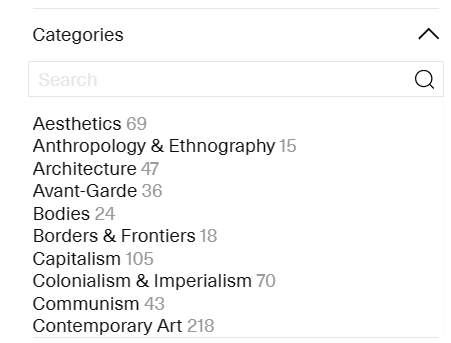 Categories
Search
Aesthetics 69
Anthropology & Ethnography 15
Architecture 47
Avant-Garde 36
Bodies 24
Borders & Frontiers 18
Capitalism 105
Colonialism & Imperialism 70
Communism 43
Contemporary Art 218